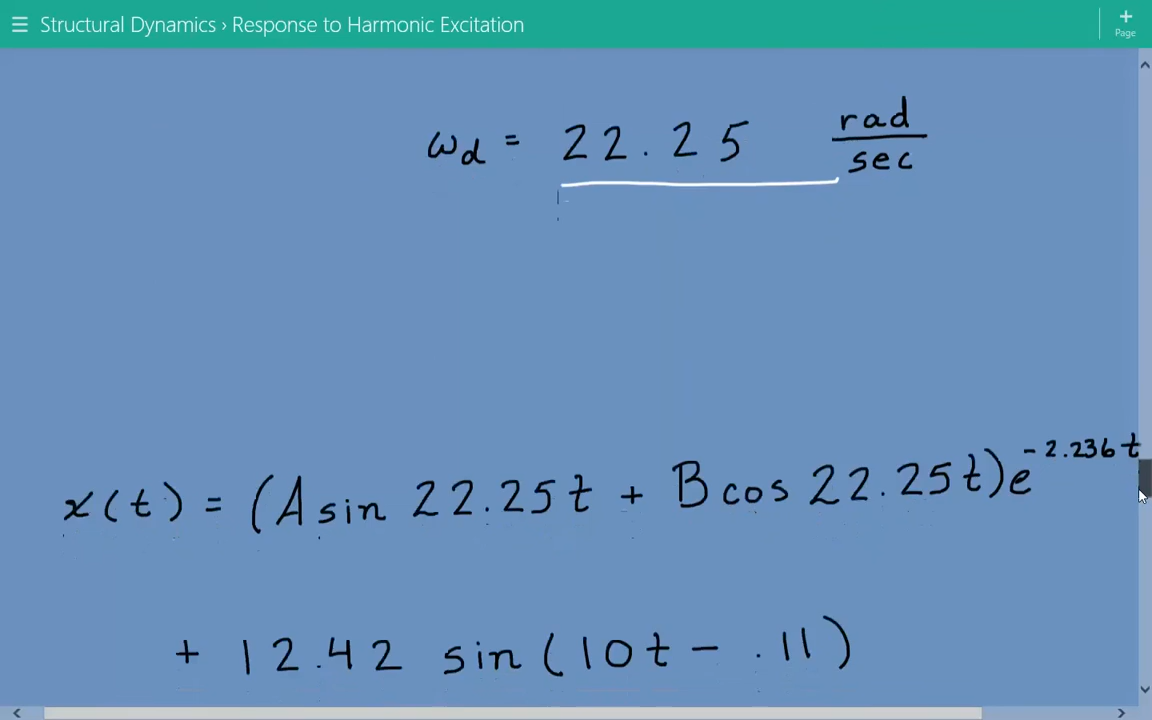 Structural Dynamics › Response to Harmonic Excitation
+
Page
ωd = 22.25 rad/sec
x(t) = (A sin 22.25t + B cos 22.25t)e^-2.236t
+ 12.42 sin(10t - .11)